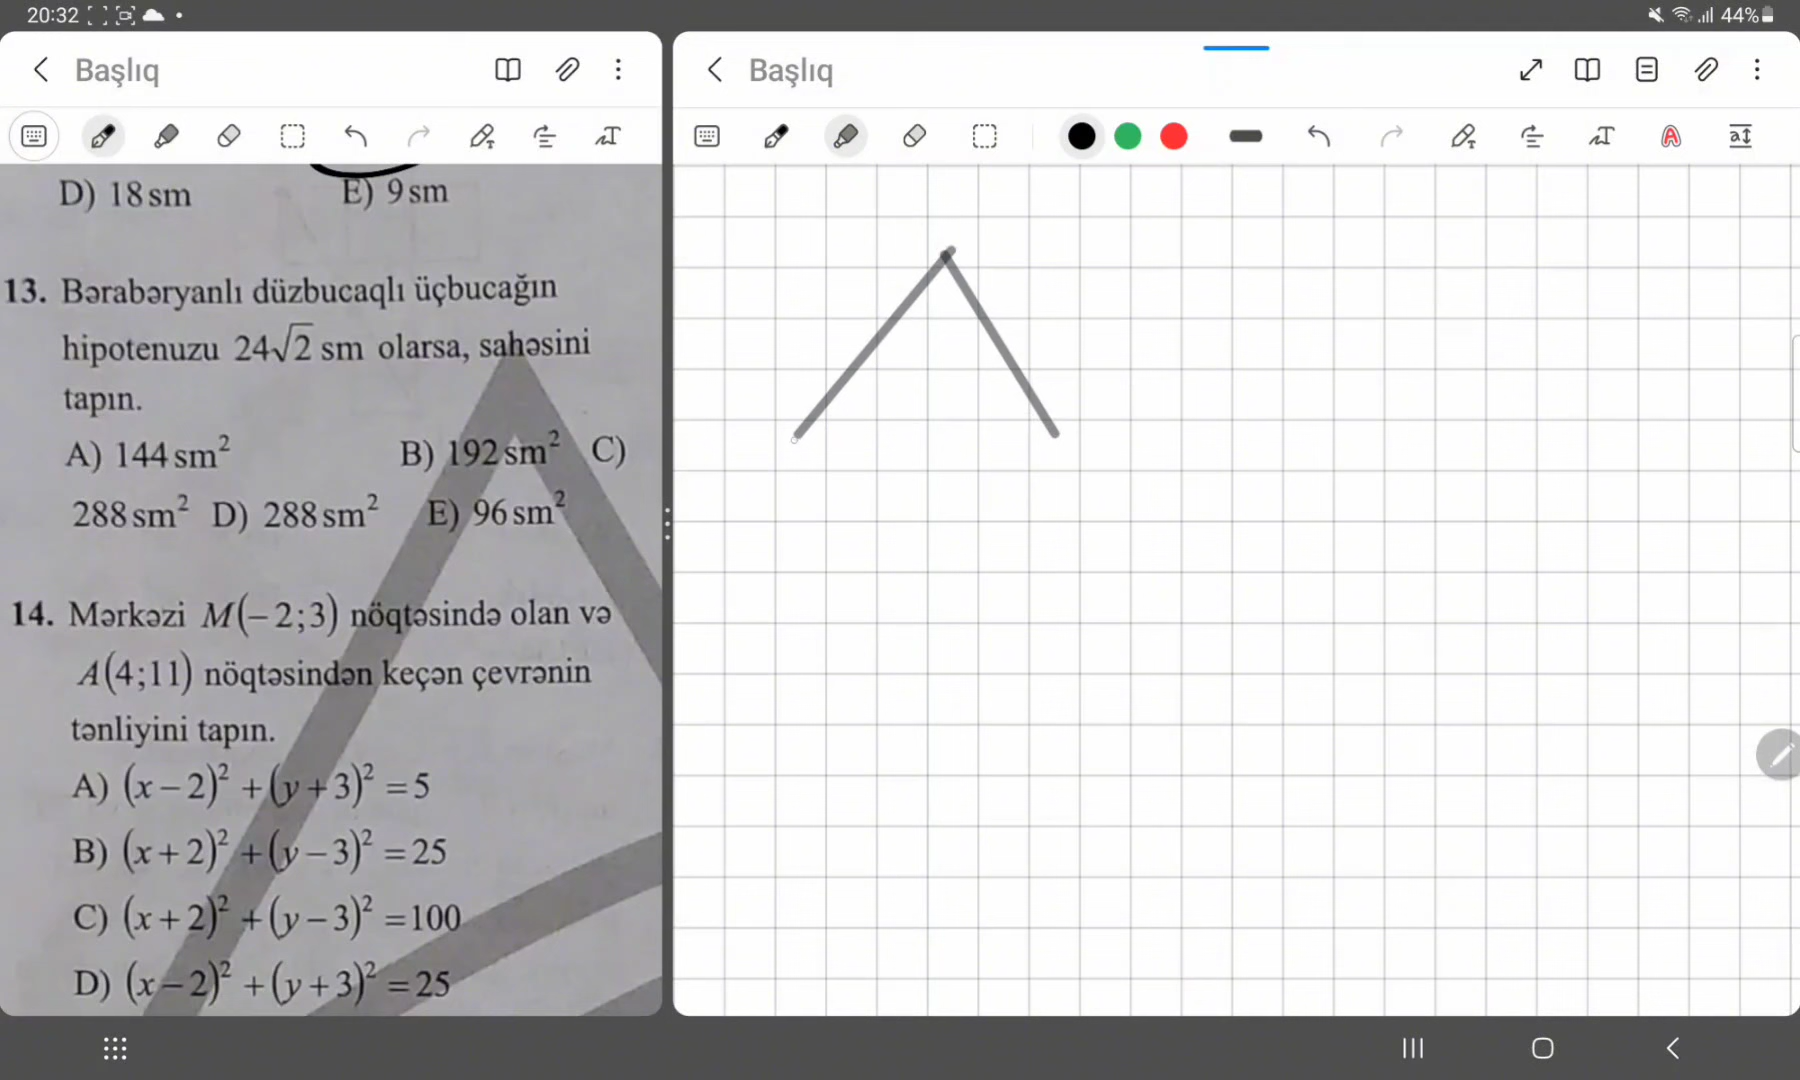 20:32
44%
Başlıq
Başlıq
D) 18 sm E) 9 sm
13. Bərabəryanlı düzbucaqlı üçbucağın
hipotenuzu 24√2 sm olarsa, sahəsini
tapın.
A) 144 sm² B) 192 sm² C)
288 sm² D) 288 sm² E) 96 sm²
14. Mərkəzi M(−2;3) nöqtəsində olan və
A(4;11) nöqtəsindən keçən çevrənin
tənliyini tapın.
A) (x−2)² +(y+3)² =5
B) (x+2)² +(y−3)² =25
C) (x+2)² +(y−3)² =100
D) (x−2)² +(y+3)² =25